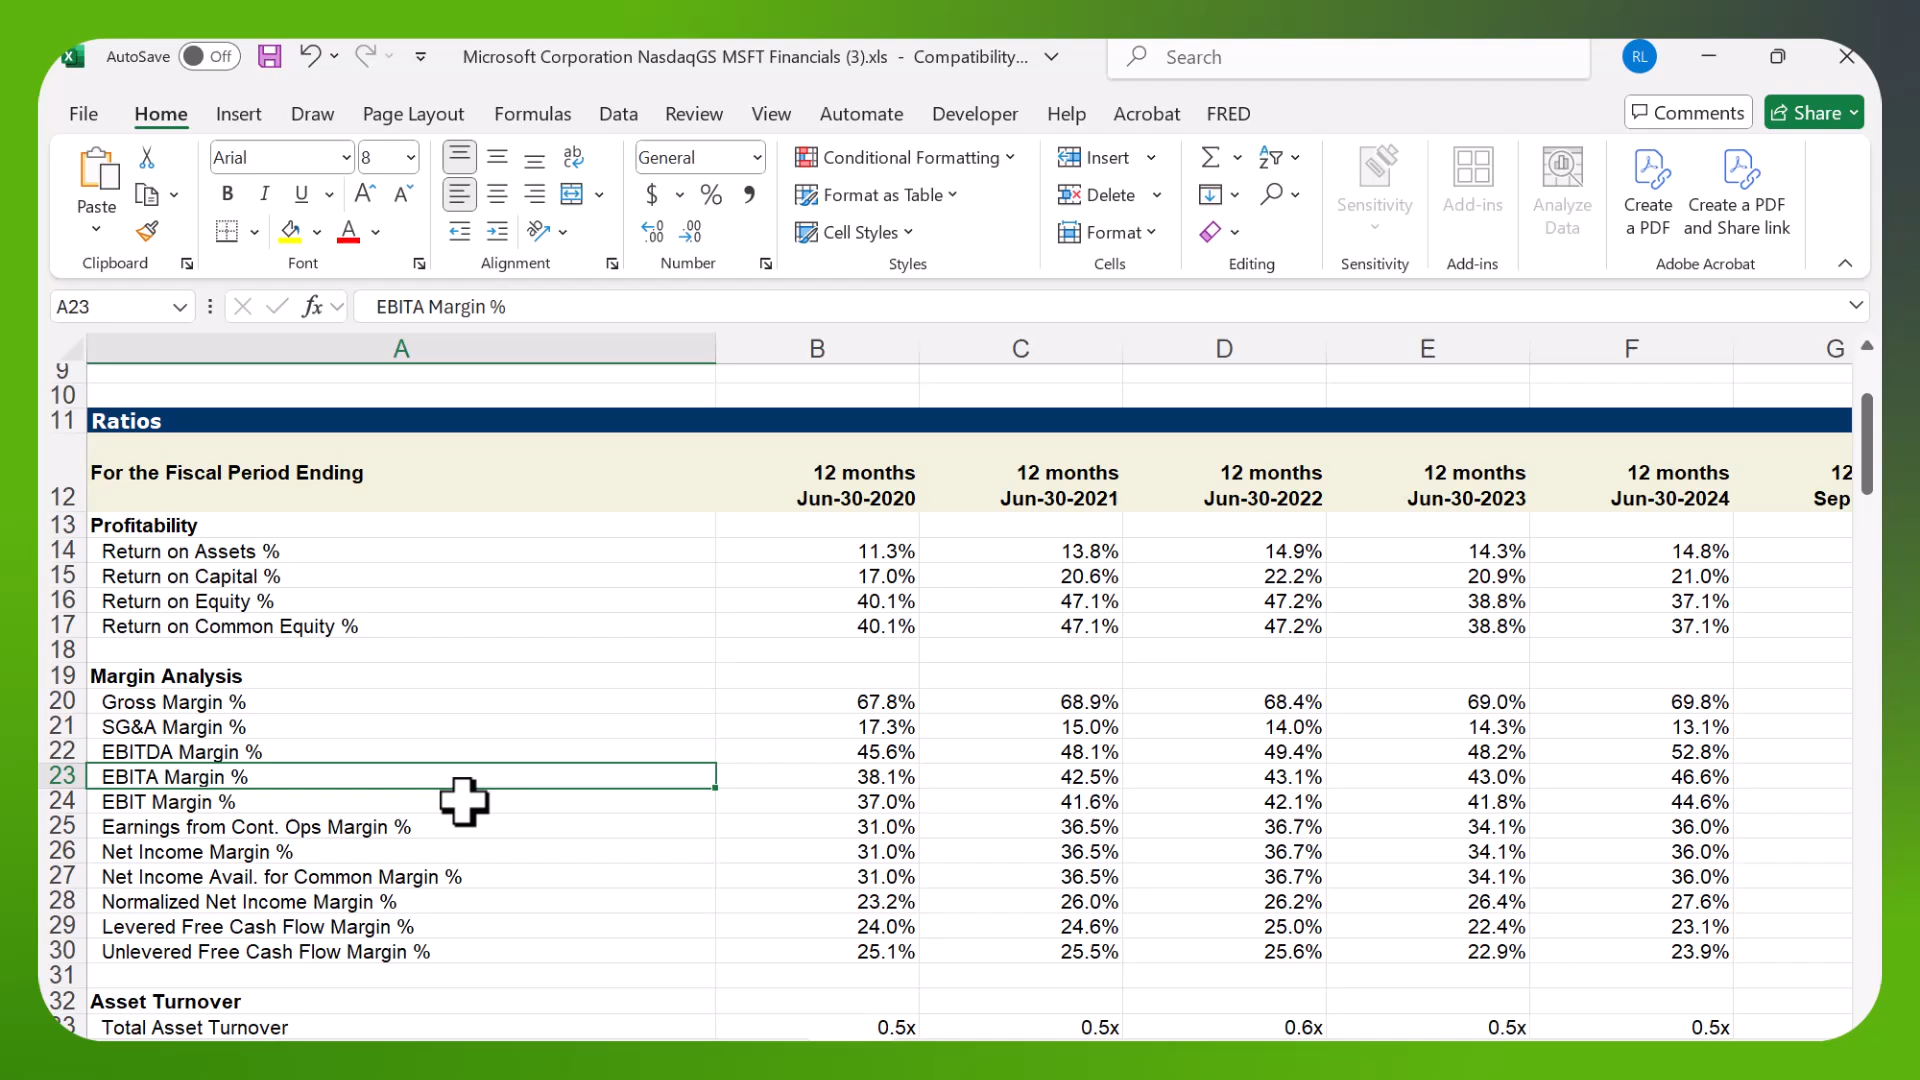 AutoSave Off Microsoft Corporation NasdaqGS MSFT Financials (3).xls - Compatibility... Search RL
File Home Insert Draw Page Layout Formulas Data Review View Automate Developer Help Acrobat FRED Comments Share
Paste Arial 8 General Conditional Formatting Insert Sensitivity Add-ins Analyze Data Create a PDF Create a PDF and Share link
B I U $ % Format as Table Delete
A Cell Styles Format
Clipboard Font Alignment Number Styles Cells Editing Sensitivity Add-ins Adobe Acrobat
A23 fx EBITA Margin %
A B C D E F G
9
10
11 Ratios
12 months 12 months 12 months 12 months 12 months 12
12 For the Fiscal Period Ending Jun-30-2020 Jun-30-2021 Jun-30-2022 Jun-30-2023 Jun-30-2024 Sep
13 Profitability
14 Return on Assets % 11.3% 13.8% 14.9% 14.3% 14.8%
15 Return on Capital % 17.0% 20.6% 22.2% 20.9% 21.0%
16 Return on Equity % 40.1% 47.1% 47.2% 38.8% 37.1%
17 Return on Common Equity % 40.1% 47.1% 47.2% 38.8% 37.1%
18
19 Margin Analysis
20 Gross Margin % 67.8% 68.9% 68.4% 69.0% 69.8%
21 SG&A Margin % 17.3% 15.0% 14.0% 14.3% 13.1%
22 EBITDA Margin % 45.6% 48.1% 49.4% 48.2% 52.8%
23 EBITA Margin % 38.1% 42.5% 43.1% 43.0% 46.6%
24 EBIT Margin % 37.0% 41.6% 42.1% 41.8% 44.6%
25 Earnings from Cont. Ops Margin % 31.0% 36.5% 36.7% 34.1% 36.0%
26 Net Income Margin % 31.0% 36.5% 36.7% 34.1% 36.0%
27 Net Income Avail. for Common Margin % 31.0% 36.5% 36.7% 34.1% 36.0%
28 Normalized Net Income Margin % 23.2% 26.0% 26.2% 26.4% 27.6%
29 Levered Free Cash Flow Margin % 24.0% 24.6% 25.0% 22.4% 23.1%
30 Unlevered Free Cash Flow Margin % 25.1% 25.5% 25.6% 22.9% 23.9%
31
32 Asset Turnover
33 Total Asset Turnover 0.5x 0.5x 0.6x 0.5x 0.5x